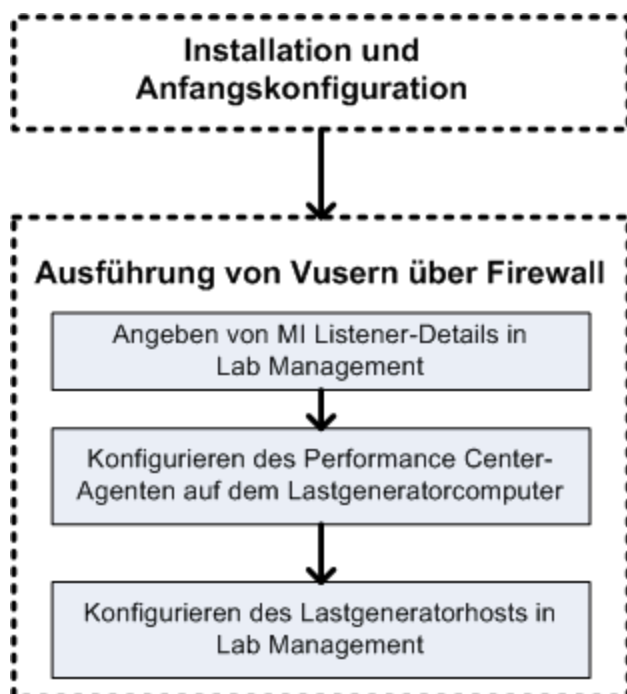 Installation und
Anfangskonfiguration
Ausführung von Vusern über Firewall
Angeben von MI Listener-Details in
Lab Management
Konfigurieren des Performance Center-
Agenten auf dem Lastgeneratorcomputer
Konfigurieren des Lastgeneratorhosts in
Lab Management